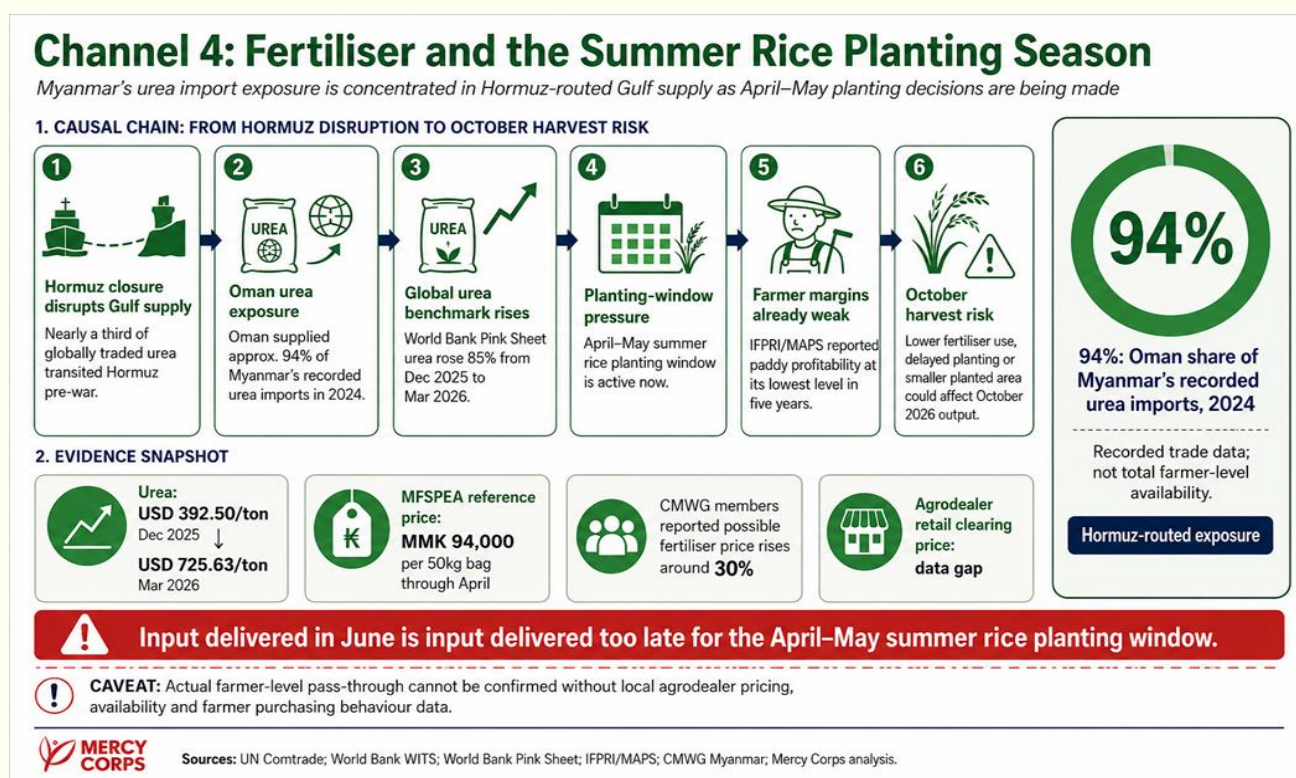 Channel 4: Fertiliser and the Summer Rice Planting Season
Myanmar's urea import exposure is concentrated in Hormuz-routed Gulf supply as April–May planting decisions are being made
1. CAUSAL CHAIN: FROM HORMUZ DISRUPTION TO OCTOBER HARVEST RISK
1
Hormuz closure
disrupts Gulf supply
Nearly a third of
globally traded urea
transited Hormuz
pre-war.
2
UREA
Oman urea
exposure
Oman supplied
approx. 94% of
Myanmar's recorded
urea imports in 2024.
3
UREA
Global urea
benchmark rises
World Bank Pink Sheet
urea rose 85% from
Dec 2025 to
Mar 2026.
4
Planting-window
pressure
April–May summer
rice planting window
is active now.
5
Farmer margins
already weak
IFPRI/MAPS reported
paddy profitability at
its lowest level in
five years.
6
October
harvest risk
Lower fertiliser use,
delayed planting or
smaller planted area
could affect October
2026 output.
94%
94%: Oman share of
Myanmar's recorded
urea imports, 2024
Recorded trade data;
not total farmer-level
availability.
Hormuz-routed exposure
2. EVIDENCE SNAPSHOT
Urea:
USD 392.50/ton
Dec 2025 ↓
USD 725.63/ton
Mar 2026
K
MFSPEA reference
price:
MMK 94,000
per 50kg bag
through April
CMWG members
reported possible
fertiliser price rises
around 30%
Agrodealer
retail clearing
price:
data gap
Input delivered in June is input delivered too late for the April–May summer rice planting window.
CAVEAT: Actual farmer-level pass-through cannot be confirmed without local agrodealer pricing,
availability and farmer purchasing behaviour data.
MERCY
CORPS
Sources: UN Comtrade; World Bank WITS; World Bank Pink Sheet; IFPRI/MAPS; CMWG Myanmar; Mercy Corps analysis.